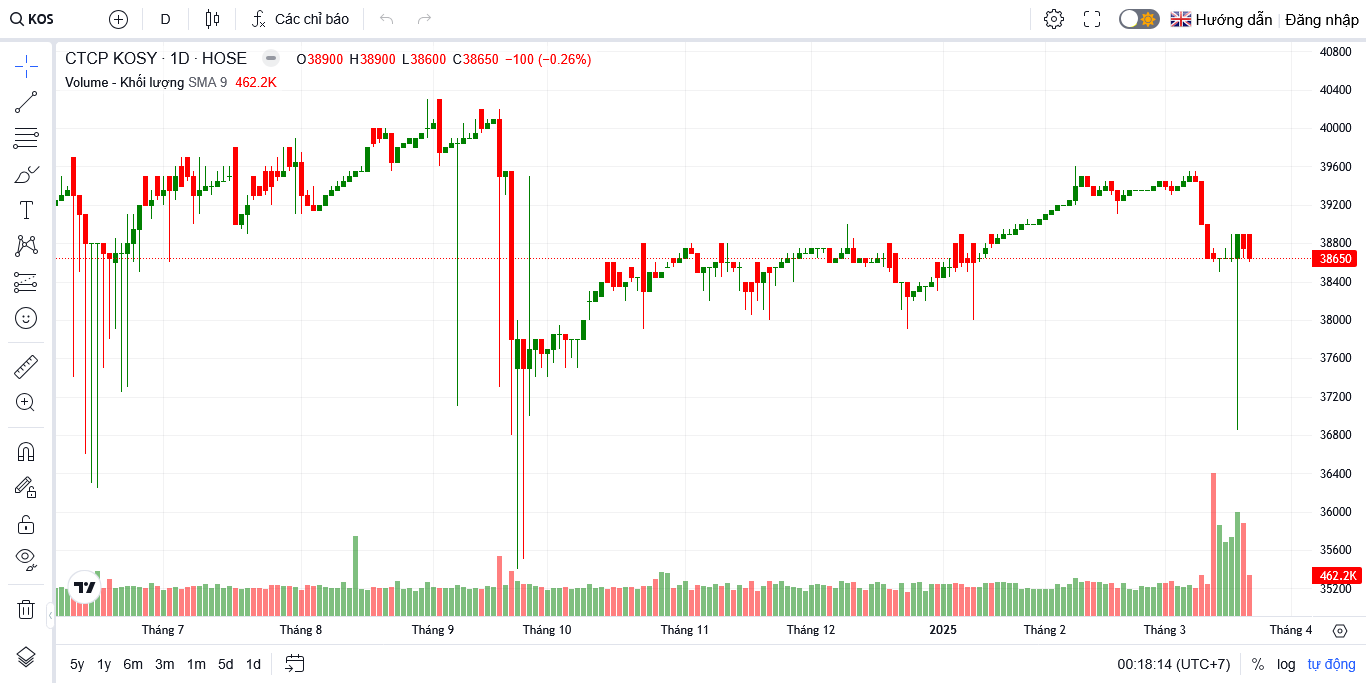 KOS D Các chỉ báo Hướng dẫn Đăng nhập
CTCP KOSY · 1D · HOSE O38900 H38900 L38600 C38650 −100 (−0.26%)
Volume - Khối lượng SMA 9 462.2K
40800
40400
40000
39600
39200
38800
38650
38400
38000
37600
37200
36800
36400
36000
35600
462.2K
35200
Tháng 7 Tháng 8 Tháng 9 Tháng 10 Tháng 11 Tháng 12 2025 Tháng 2 Tháng 3 Tháng 4
5y 1y 6m 3m 1m 5d 1d 00:18:14 (UTC+7) % log tự động